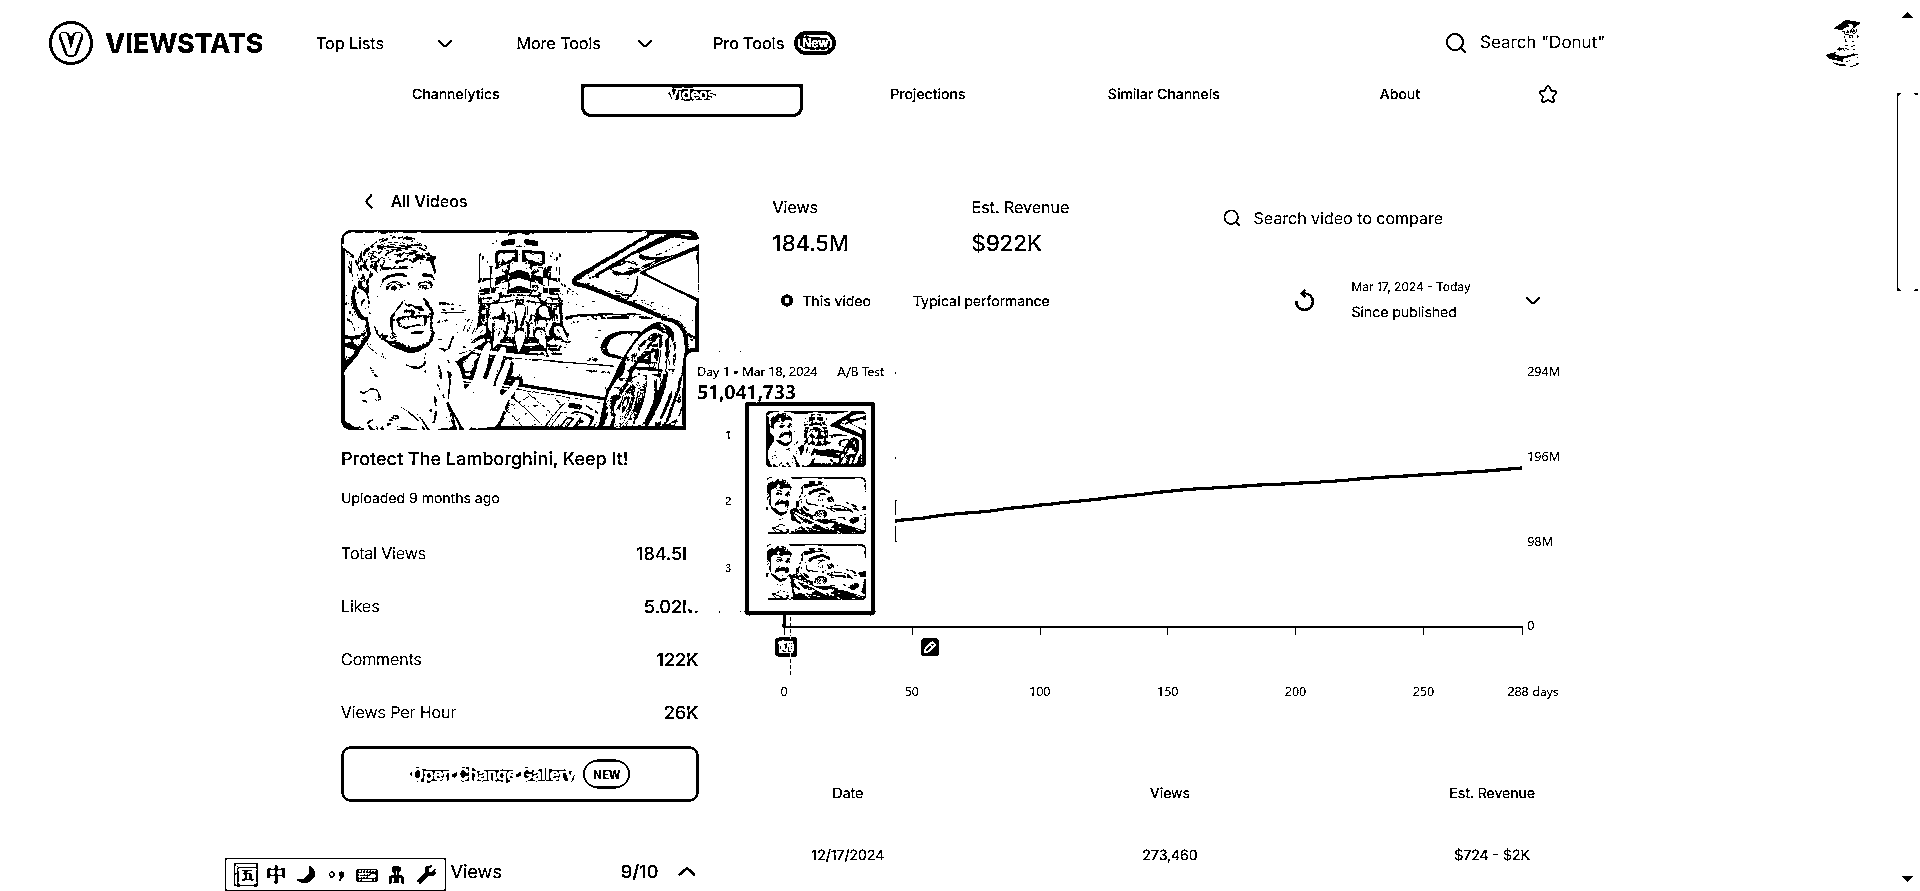 VIEWSTATS
Top Lists
More Tools
Pro Tools
New
Search "Donut"
Channelytics
Videos
Projections
Similar Channels
About
All Videos
Views
184.5M
Est. Revenue
$922K
Search video to compare
This video
Typical performance
Mar 17, 2024 - Today
Since published
Day 1 • Mar 18, 2024
A/B Test
51,041,733
1
2
3
294M
196M
98M
0
0
50
100
150
200
250
288 days
Protect The Lamborghini, Keep It!
Uploaded 9 months ago
Total Views
184.5
Likes
5.02
Comments
122K
Views Per Hour
26K
Open Change Gallery
NEW
Date
Views
Est. Revenue
12/17/2024
273,460
$724 - $2K
五 中
Views
9/10